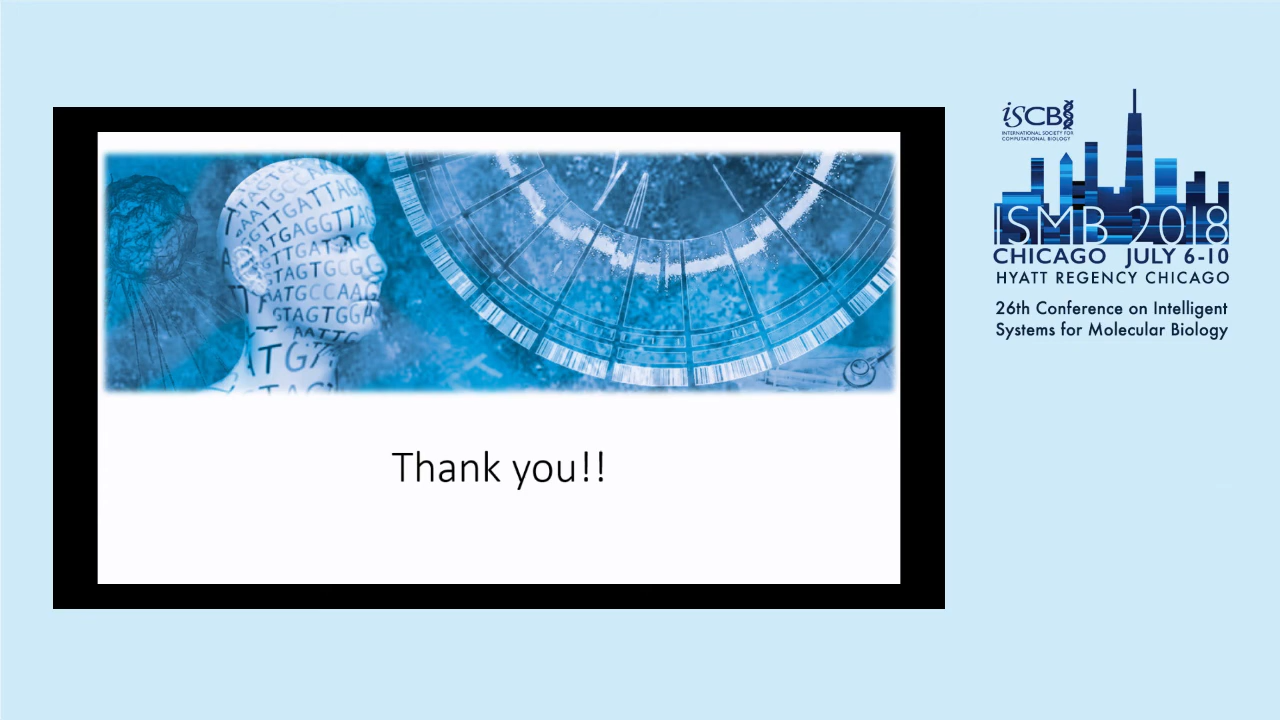 Thank you!!
iSCB
INTERNATIONAL SOCIETY FOR
COMPUTATIONAL BIOLOGY
ISMB 2018
CHICAGO JULY 6-10
HYATT REGENCY CHICAGO
26th Conference on Intelligent
Systems for Molecular Biology